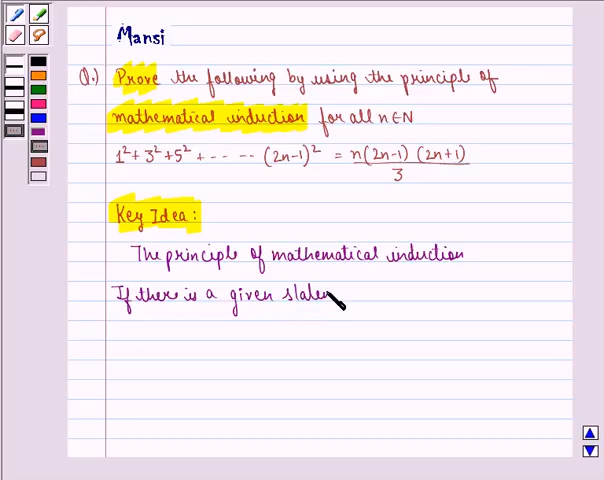 Mansi
Q.) Prove the following by using the principle of
mathematical induction for all n∈N
1² + 3² + 5² + -- -- -- (2n-1)² = n(2n-1)(2n+1)/3
Key Idea:
The principle of mathematical induction
If there is a given statem